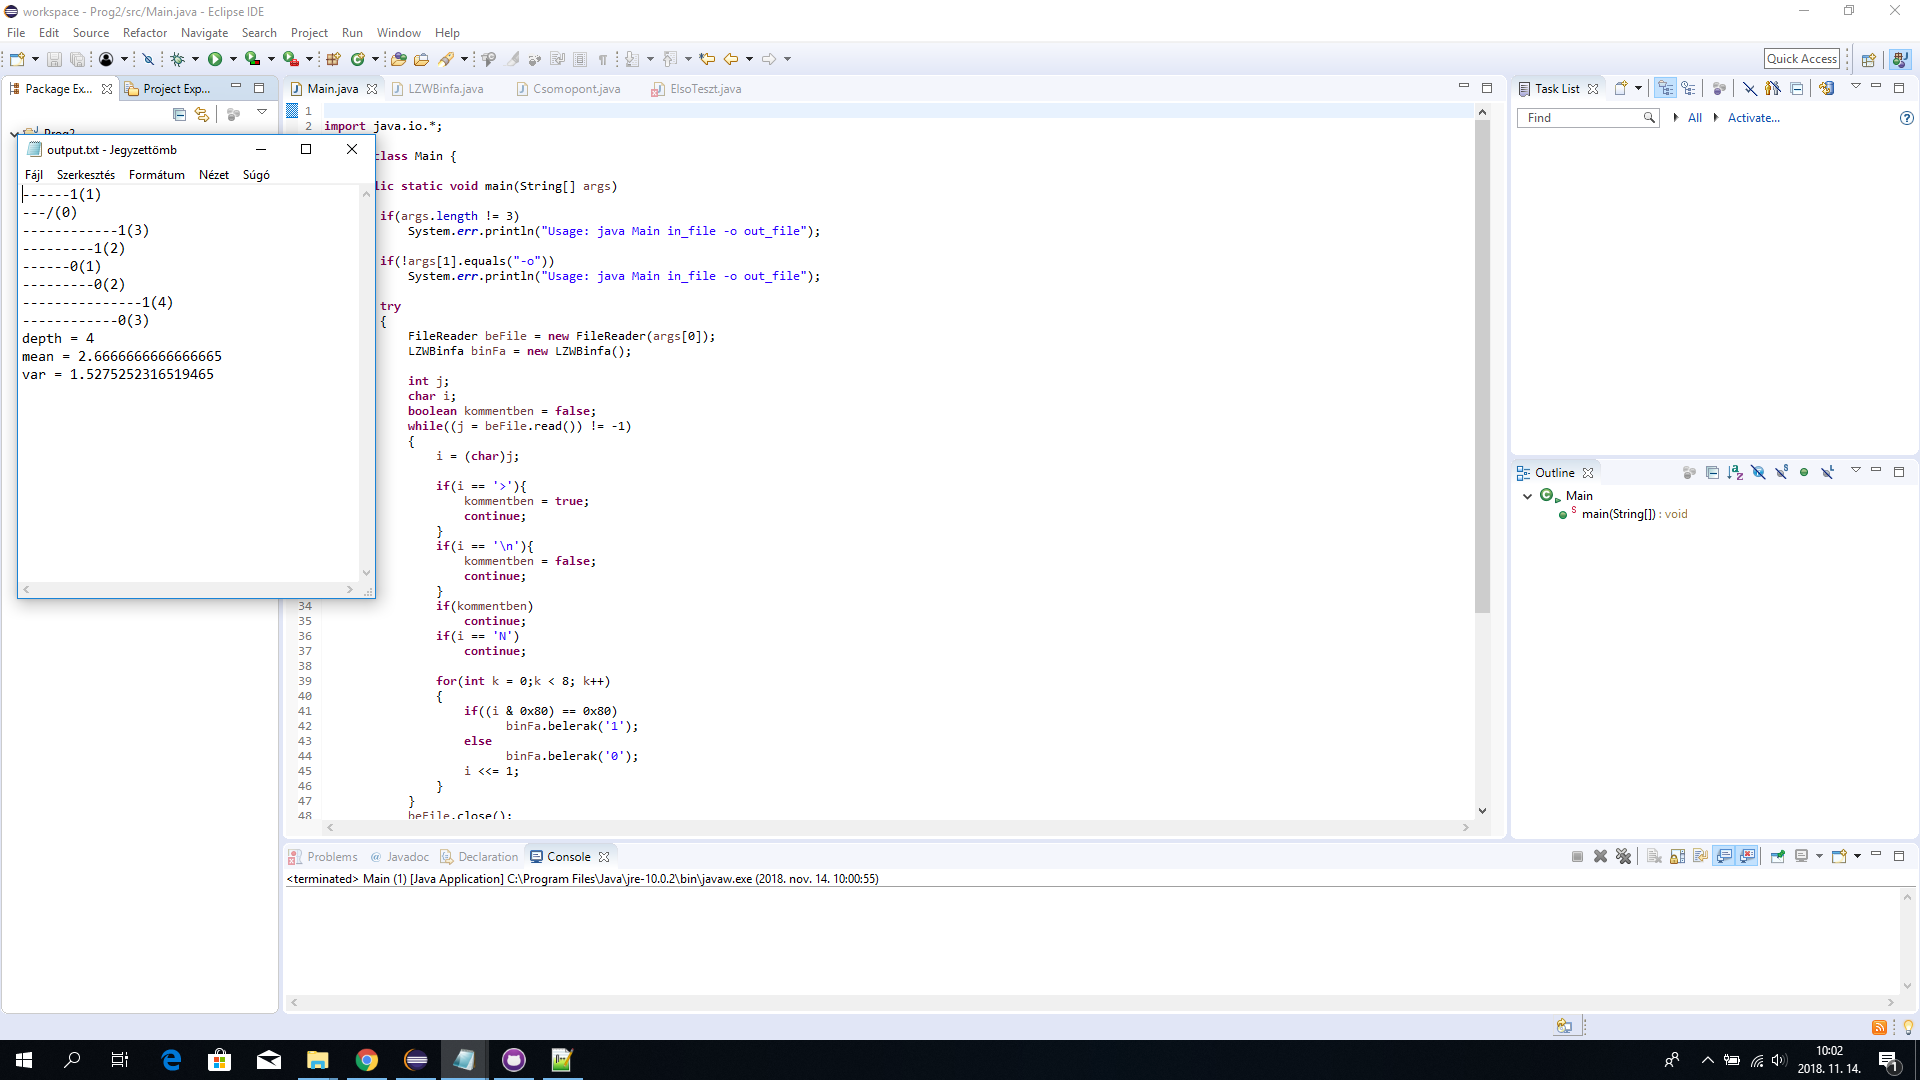 workspace - Prog2/src/Main.java - Eclipse IDE
File Edit Source Refactor Navigate Search Project Run Window Help
Quick Access
Package Ex... Project Exp...
Prog2
output.txt - Jegyzettömb
Fájl Szerkesztés Formátum Nézet Súgó
------1(1)
---/(0)
------------1(3)
---------1(2)
------0(1)
---------0(2)
---------------1(4)
------------0(3)
depth = 4
mean = 2.6666666666666665
var = 1.5275252316519465
Main.java LZWBinfa.java Csomopont.java ElsoTeszt.java
1
2 import java.io.*;
class Main {
lic static void main(String[] args)
if(args.length != 3)
System.err.println("Usage: java Main in_file -o out_file");
if(!args[1].equals("-o"))
System.err.println("Usage: java Main in_file -o out_file");
try
{
FileReader beFile = new FileReader(args[0]);
LZWBinfa binFa = new LZWBinfa();
int j;
char i;
boolean kommentben = false;
while((j = beFile.read()) != -1)
{
i = (char)j;
if(i == '>'){
kommentben = true;
continue;
}
if(i == '\n'){
kommentben = false;
continue;
}
34 if(kommentben)
35 continue;
36 if(i == 'N')
37 continue;
38
39 for(int k = 0;k < 8; k++)
40 {
41 if((i & 0x80) == 0x80)
42 binFa.belerak('1');
43 else
44 binFa.belerak('0');
45 i <<= 1;
46 }
47 }
48 beFile.close();
Task List
Find All Activate...
Outline
Main
main(String[]) : void
Problems Javadoc Declaration Console
<terminated> Main (1) [Java Application] C:\Program Files\Java\jre-10.0.2\bin\javaw.exe (2018. nov. 14. 10:00:55)
10:02
2018. 11. 14.
1